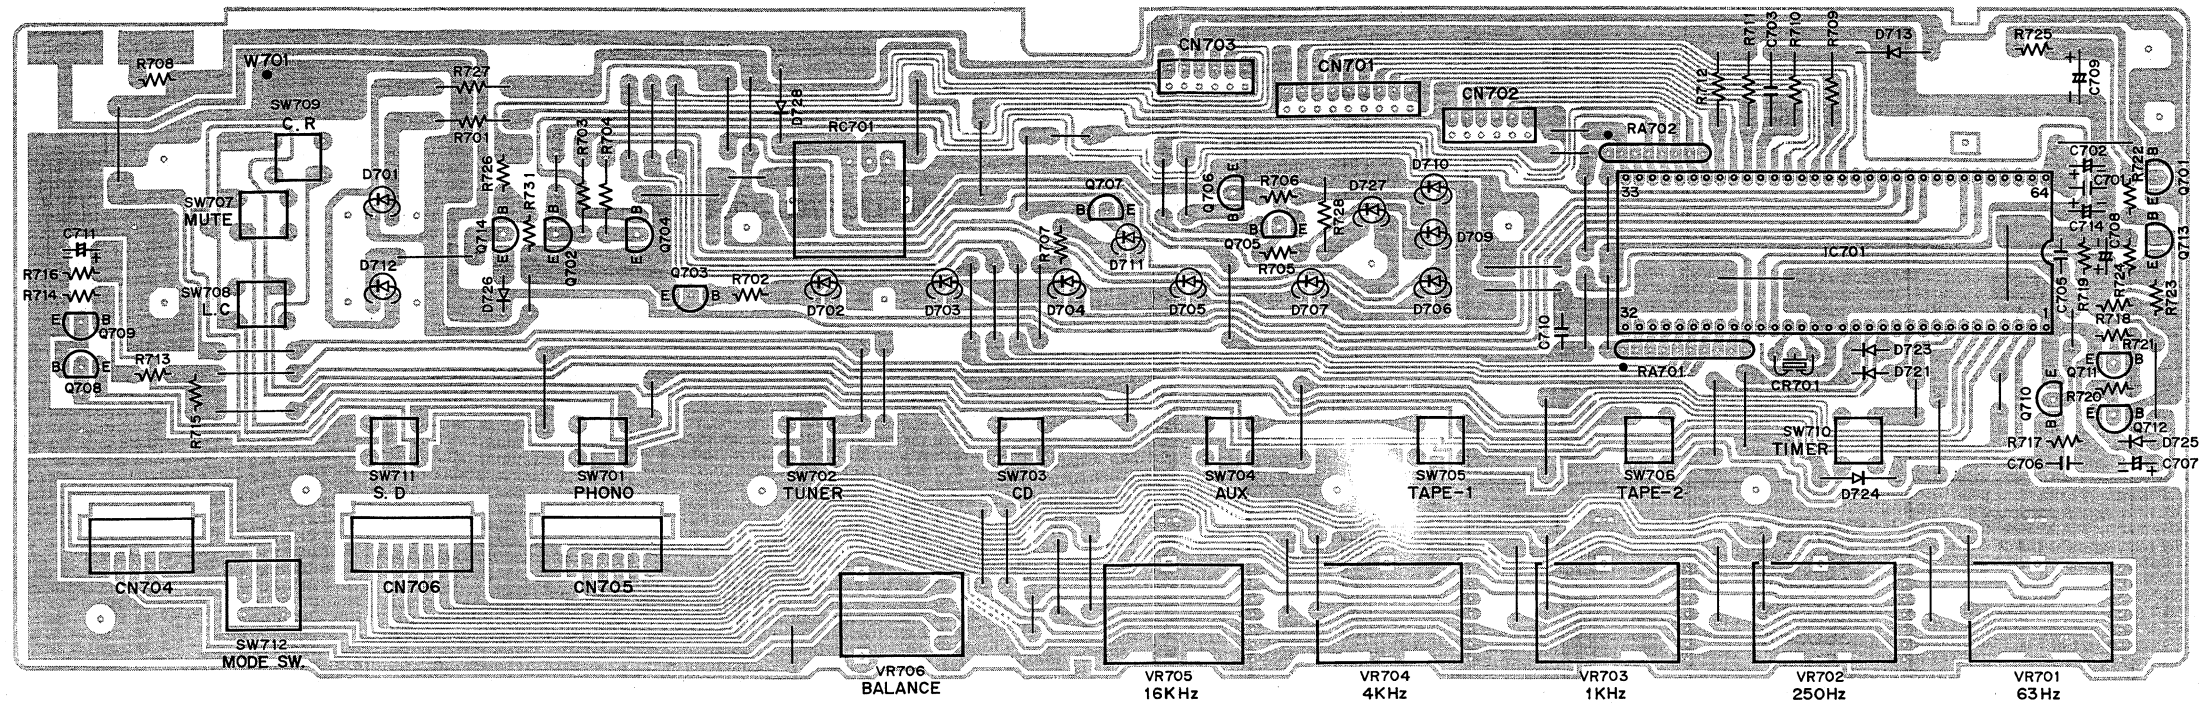 W701
R708
R727
R701
SW709
C.R
D701
SW707
MUTE
C711
+
R716
R714
D712
SW708
L.C
E B
Q709
B E
Q708
R713
R715
R726
R731
R703
R704
D728
RC701
Q714
B
E
Q702
B
E
Q704
B
E
D726
Q703
E B
R702
D702
D703
D704
D705
D707
D706
R707
Q707
B E
D711
CN703
CN701
CN702
Q706
E
B
R706
Q705
B E
R705
R728
D727
D710
D709
RA702
R712
R711
C703
R710
R709
D713
R725
+
C709
-
33
64
IC701
32
1
C702
C701
R722
Q701
B
E
C714
C708
Q713
B
E
C705
R719
R724
R723
R718
C710
RA701
CR701
D723
D721
R721
E B
Q711
R720
E B
Q712
Q710
E
B
R717
D725
C706
C707
+
SW710
TIMER
D724
SW711
S.D
SW701
PHONO
SW702
TUNER
SW703
CD
SW704
AUX
SW705
TAPE-1
SW706
TAPE-2
CN704
CN706
CN705
SW712
MODE SW.
VR706
BALANCE
VR705
16KHz
VR704
4KHz
VR703
1KHz
VR702
250Hz
VR701
63Hz